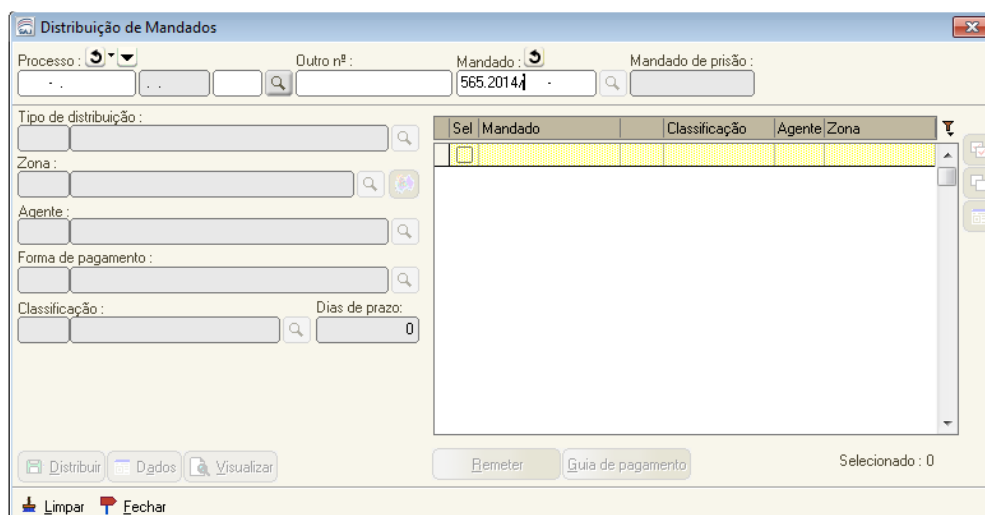 Distribuição de Mandados
Processo : Outro nº : Mandado : Mandado de prisão :
- . . . 565.2014/ -
Tipo de distribuição :
Sel Mandado Classificação Agente Zona
Zona :
Agente :
Forma de pagamento :
Classificação : Dias de prazo:
0
Distribuir Dados Visualizar Remeter Guia de pagamento Selecionado : 0
Limpar Fechar